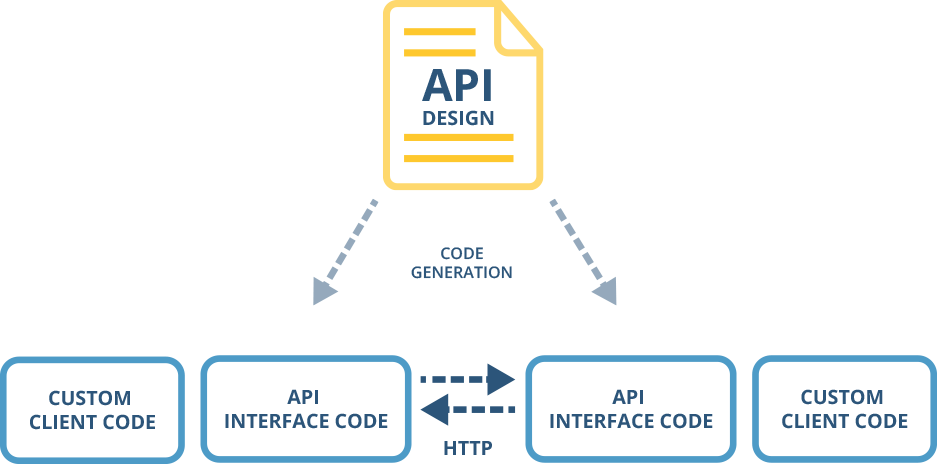 API
DESIGN
CODE
GENERATION
CUSTOM
CLIENT CODE
API
INTERFACE CODE
HTTP
API
INTERFACE CODE
CUSTOM
CLIENT CODE